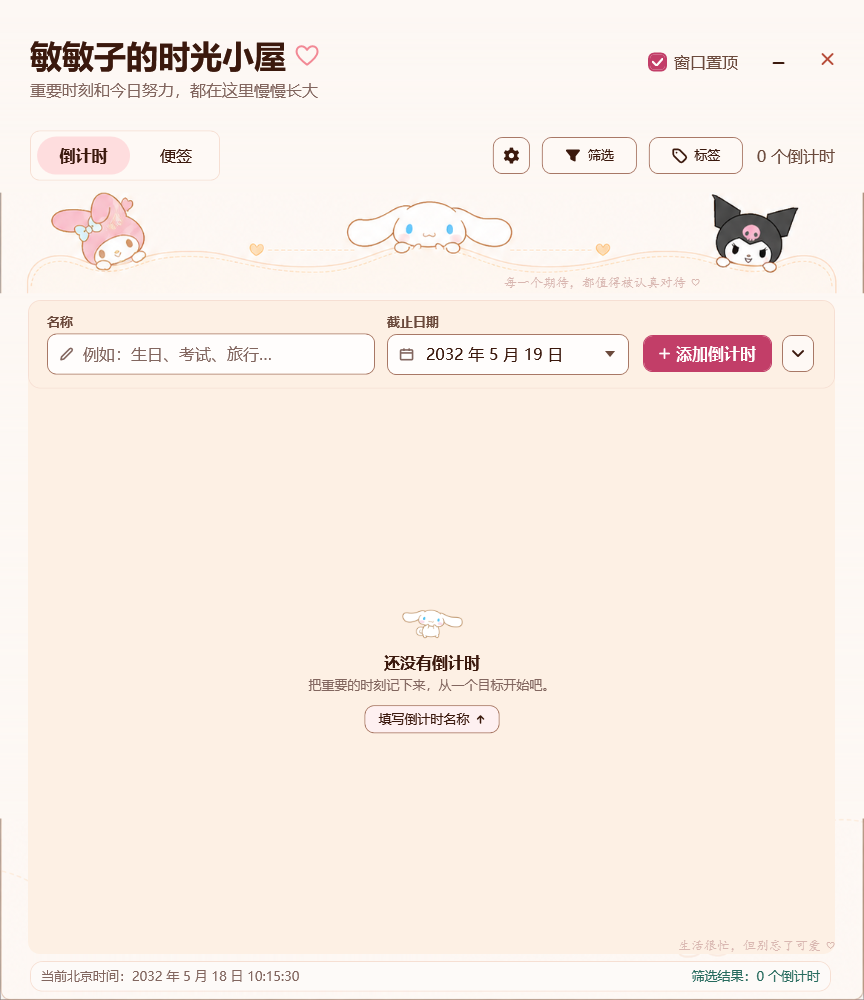 敏敏子的时光小屋
重要时刻和今日努力，都在这里慢慢长大
窗口置顶
倒计时 便签
筛选 标签 0 个倒计时
每一个期待，都值得被认真对待 ♡
名称 截止日期
例如：生日、考试、旅行... 2032 年 5 月 19 日 + 添加倒计时
还没有倒计时
把重要的时刻记下来，从一个目标开始吧。
填写倒计时名称 ↑
生活很忙，但别忘了可爱 ♡
当前北京时间：2032 年 5 月 18 日 10:15:30 筛选结果：0 个倒计时